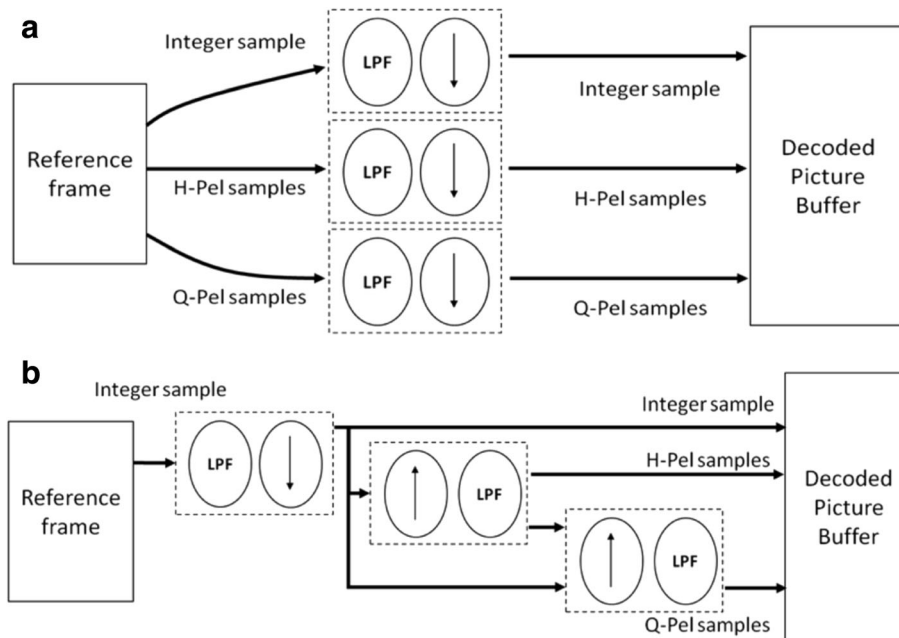 a
Integer sample
LPF
Integer sample
Reference
frame
H-Pel samples
LPF
H-Pel samples
Decoded
Picture
Buffer
Q-Pel samples
LPF
Q-Pel samples
b
Integer sample
Integer sample
LPF
H-Pel samples
LPF
Reference
frame
Decoded
Picture
Buffer
LPF
Q-Pel samples